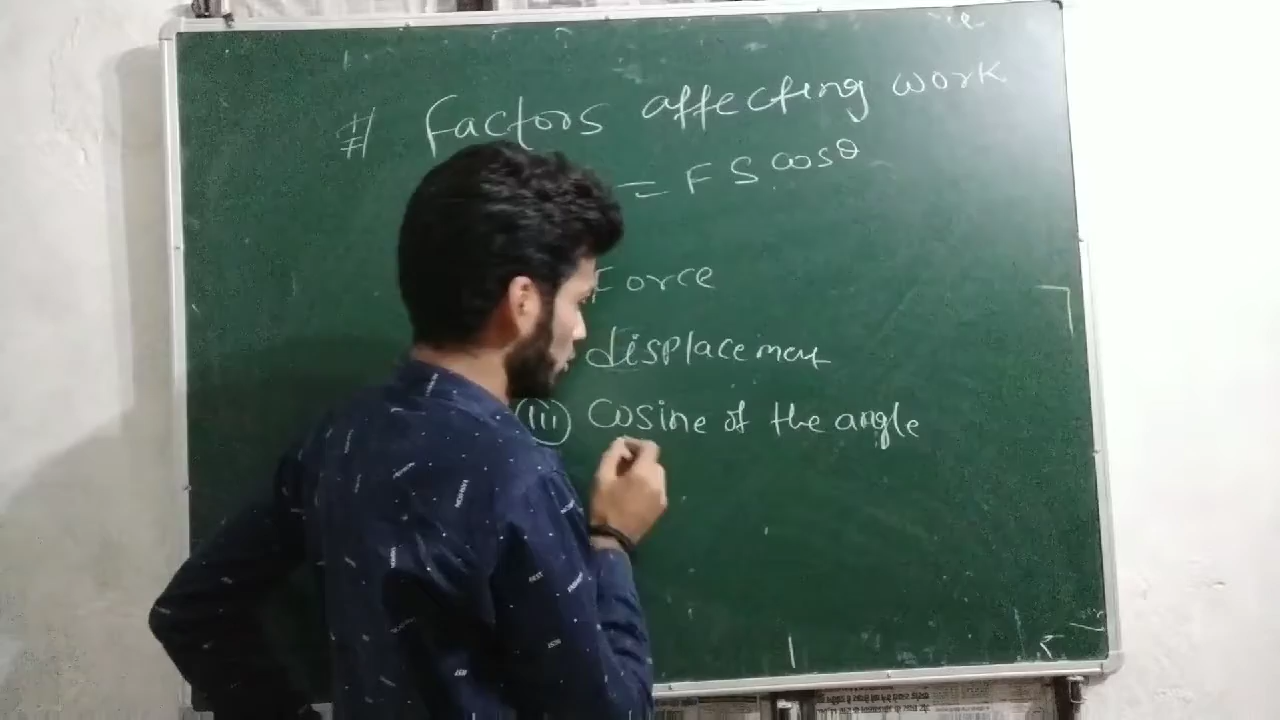 # Factors affecting work
= FS cosθ
Force
displacement
(iii) Cosine of the angle